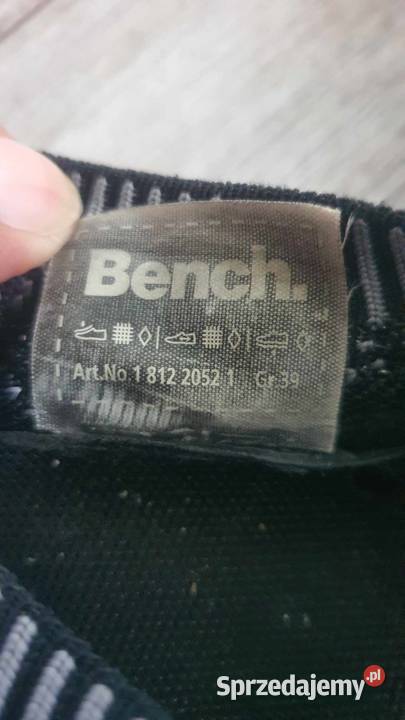 Bench.
Art.No. 1 812 2052 1 Gr 39
Sprzedajemy.pl